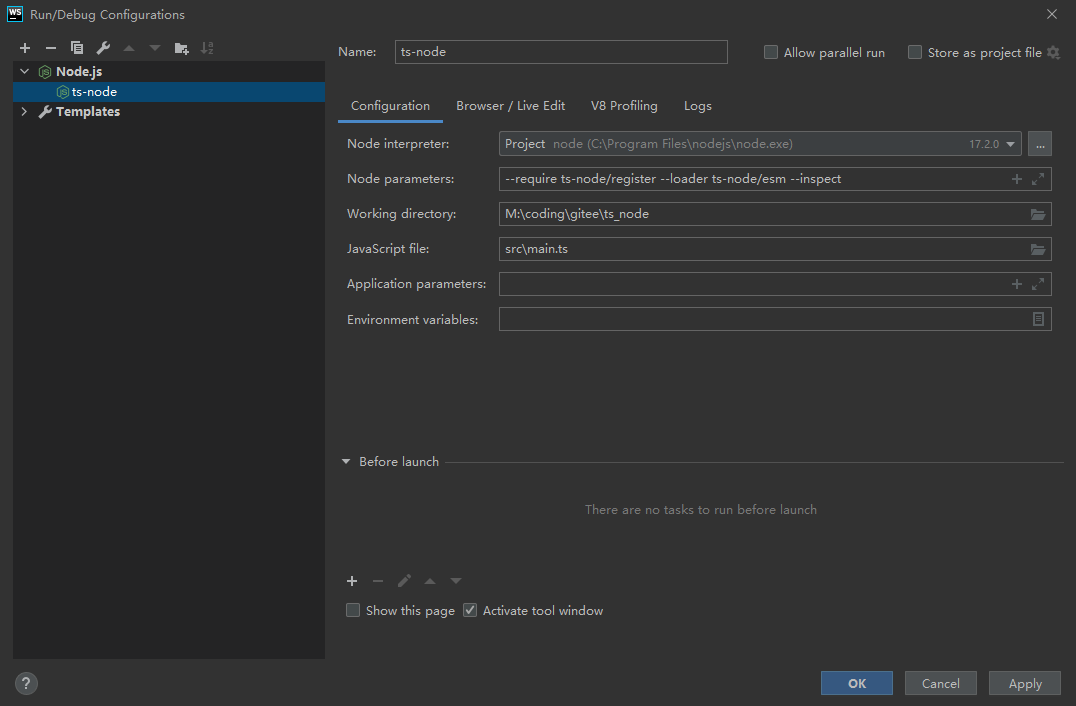 WS Run/Debug Configurations
Name: ts-node Allow parallel run Store as project file
Node.js
ts-node
Templates
Configuration Browser / Live Edit V8 Profiling Logs
Node interpreter: Project node (C:\Program Files\nodejs\node.exe) 17.2.0 ...
Node parameters: --require ts-node/register --loader ts-node/esm --inspect
Working directory: M:\coding\gitee\ts_node
JavaScript file: src\main.ts
Application parameters:
Environment variables:
Before launch
There are no tasks to run before launch
Show this page Activate tool window
? OK Cancel Apply